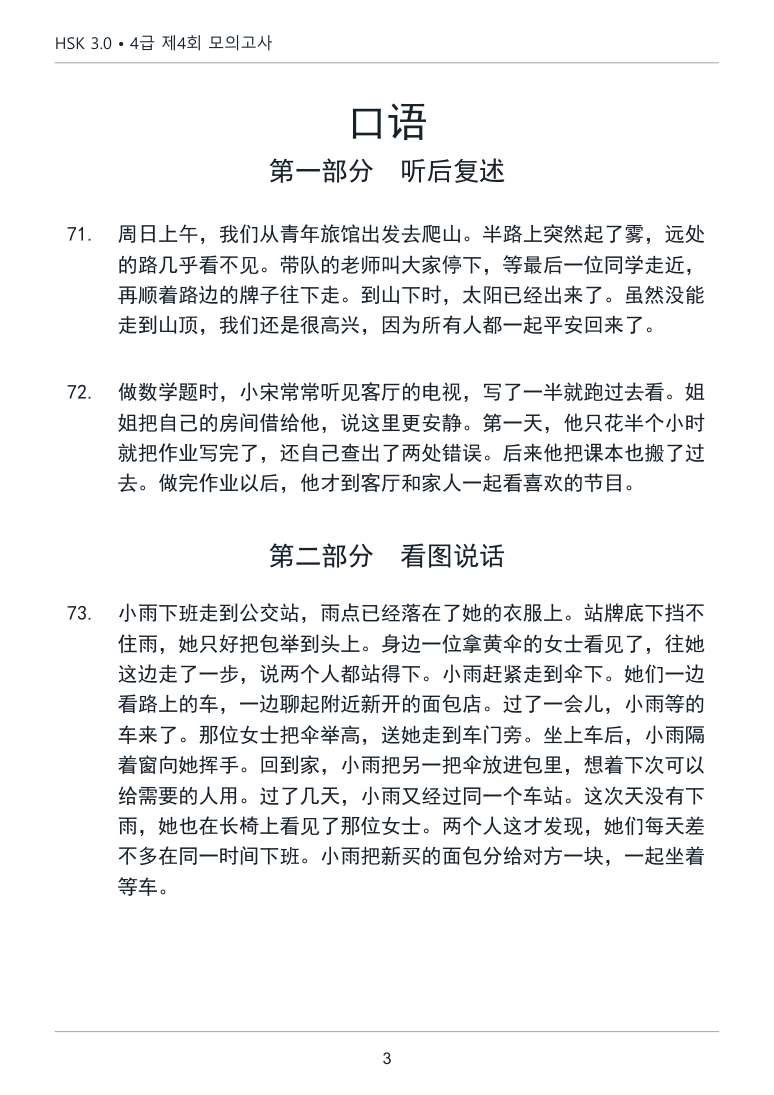 HSK 3.0 • 4급 제4회 모의고사
口语
第一部分 听后复述
71. 周日上午，我们从青年旅馆出发去爬山。半路上突然起了雾，远处
的路几乎看不见。带队的老师叫大家停下，等最后一位同学走近，
再顺着路边的牌子往下走。到山下时，太阳已经出来了。虽然没能
走到山顶，我们还是很高兴，因为所有人都一起平安回来了。
72. 做数学题时，小宋常常听见客厅的电视，写了一半就跑过去看。姐
姐把自己的房间借给他，说这里更安静。第一天，他只花半个小时
就把作业写完了，还自己查出了两处错误。后来他把课本也搬了过
去。做完作业以后，他才到客厅和家人一起看喜欢的节目。
第二部分 看图说话
73. 小雨下班走到公交站，雨点已经落在了她的衣服上。站牌底下挡不
住雨，她只好把包举到头上。身边一位拿黄伞的女士看见了，往她
这边走了一步，说两个人都站得下。小雨赶紧走到伞下。她们一边
看路上的车，一边聊起附近新开的面包店。过了一会儿，小雨等的
车来了。那位女士把伞举高，送她走到车门旁。坐上车后，小雨隔
着窗向她挥手。回到家，小雨把另一把伞放进包里，想着下次可以
给需要的人用。过了几天，小雨又经过同一个车站。这次天没有下
雨，她也在长椅上看见了那位女士。两个人这才发现，她们每天差
不多在同一时间下班。小雨把新买的面包分给对方一块，一起坐着
等车。
3